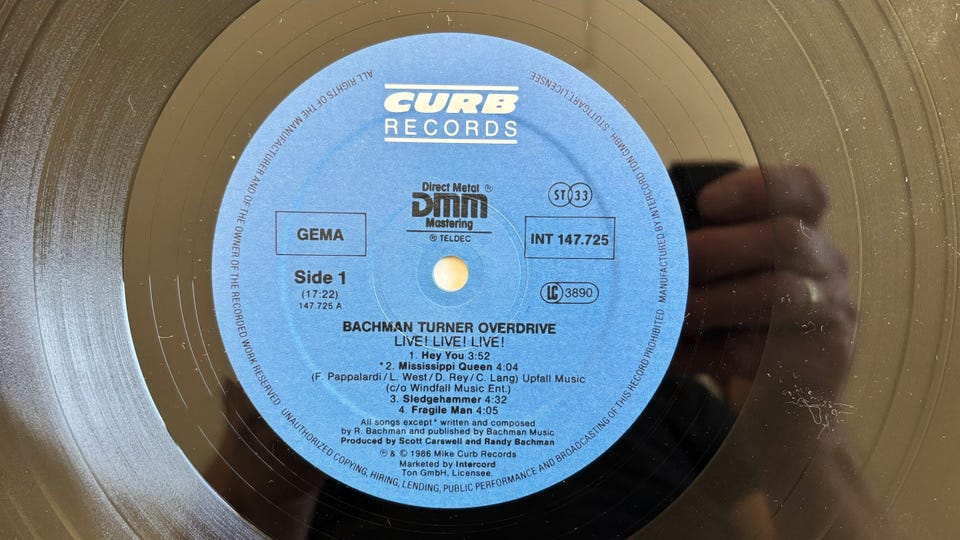 CURB
RECORDS
Direct Metal ®
DMM
Mastering
℗ TELDEC
ST 33
GEMA
INT 147.725
Side 1
(17:22)
147.725 A
LC 3890
BACHMAN TURNER OVERDRIVE
LIVE! LIVE! LIVE!
1. Hey You 3:52
*2. Mississippi Queen 4:04
(F. Pappalardi/L. West/D. Rey/C. Lang) Upfall Music
(c/o Windfall Music Ent.)
3. Sledgehammer 4:32
4. Fragile Man 4:05
All songs except* written and composed
by R. Bachman and published by Bachman Music
Produced by Scott Carswell and Randy Bachman
℗ & © 1986 Mike Curb Records
Marketed by Intercord
Ton GmbH, Licensee.
ALL RIGHTS OF THE MANUFACTURER AND OF THE OWNER OF THE RECORDED WORK RESERVED · UNAUTHORIZED COPYING, HIRING, LENDING, PUBLIC PERFORMANCE AND BROADCASTING OF THIS RECORD PROHIBITED · MANUFACTURED BY INTERCORD TON GMBH., STUTTGART LICENSEE